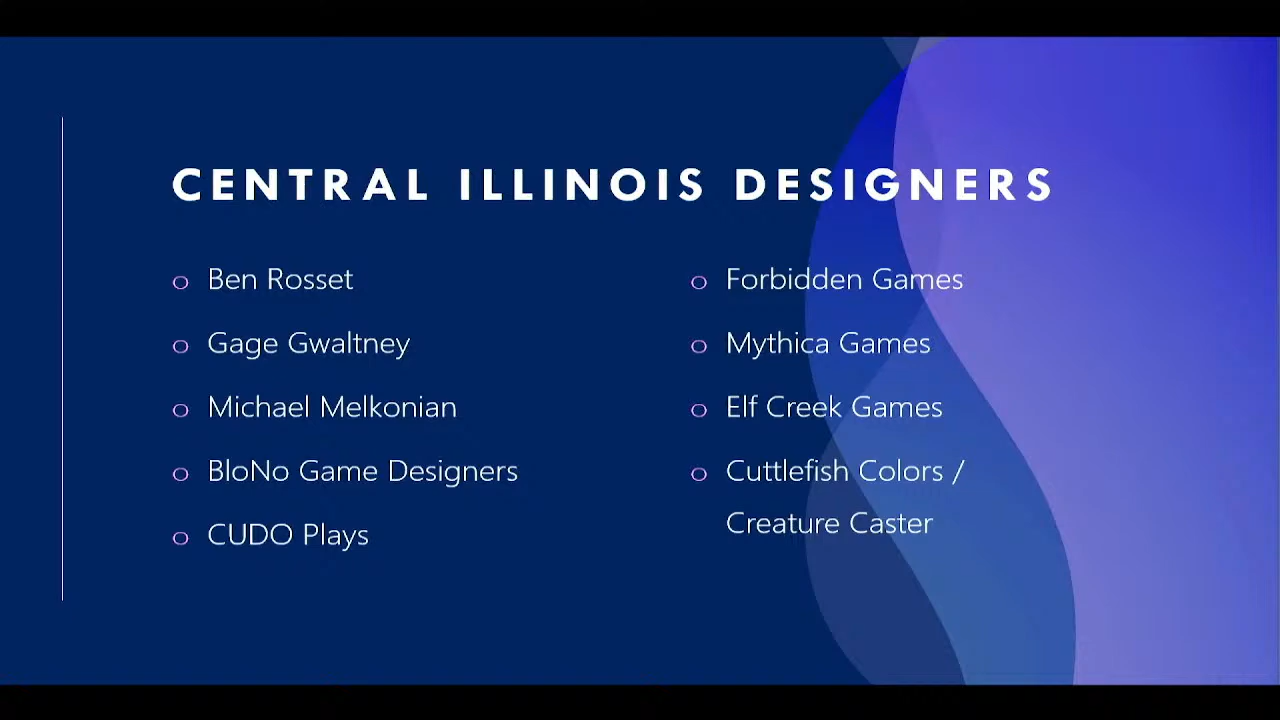 CENTRAL ILLINOIS DESIGNERS
o Ben Rosset
o Gage Gwaltney
o Michael Melkonian
o BloNo Game Designers
o CUDO Plays
o Forbidden Games
o Mythica Games
o Elf Creek Games
o Cuttlefish Colors /
Creature Caster